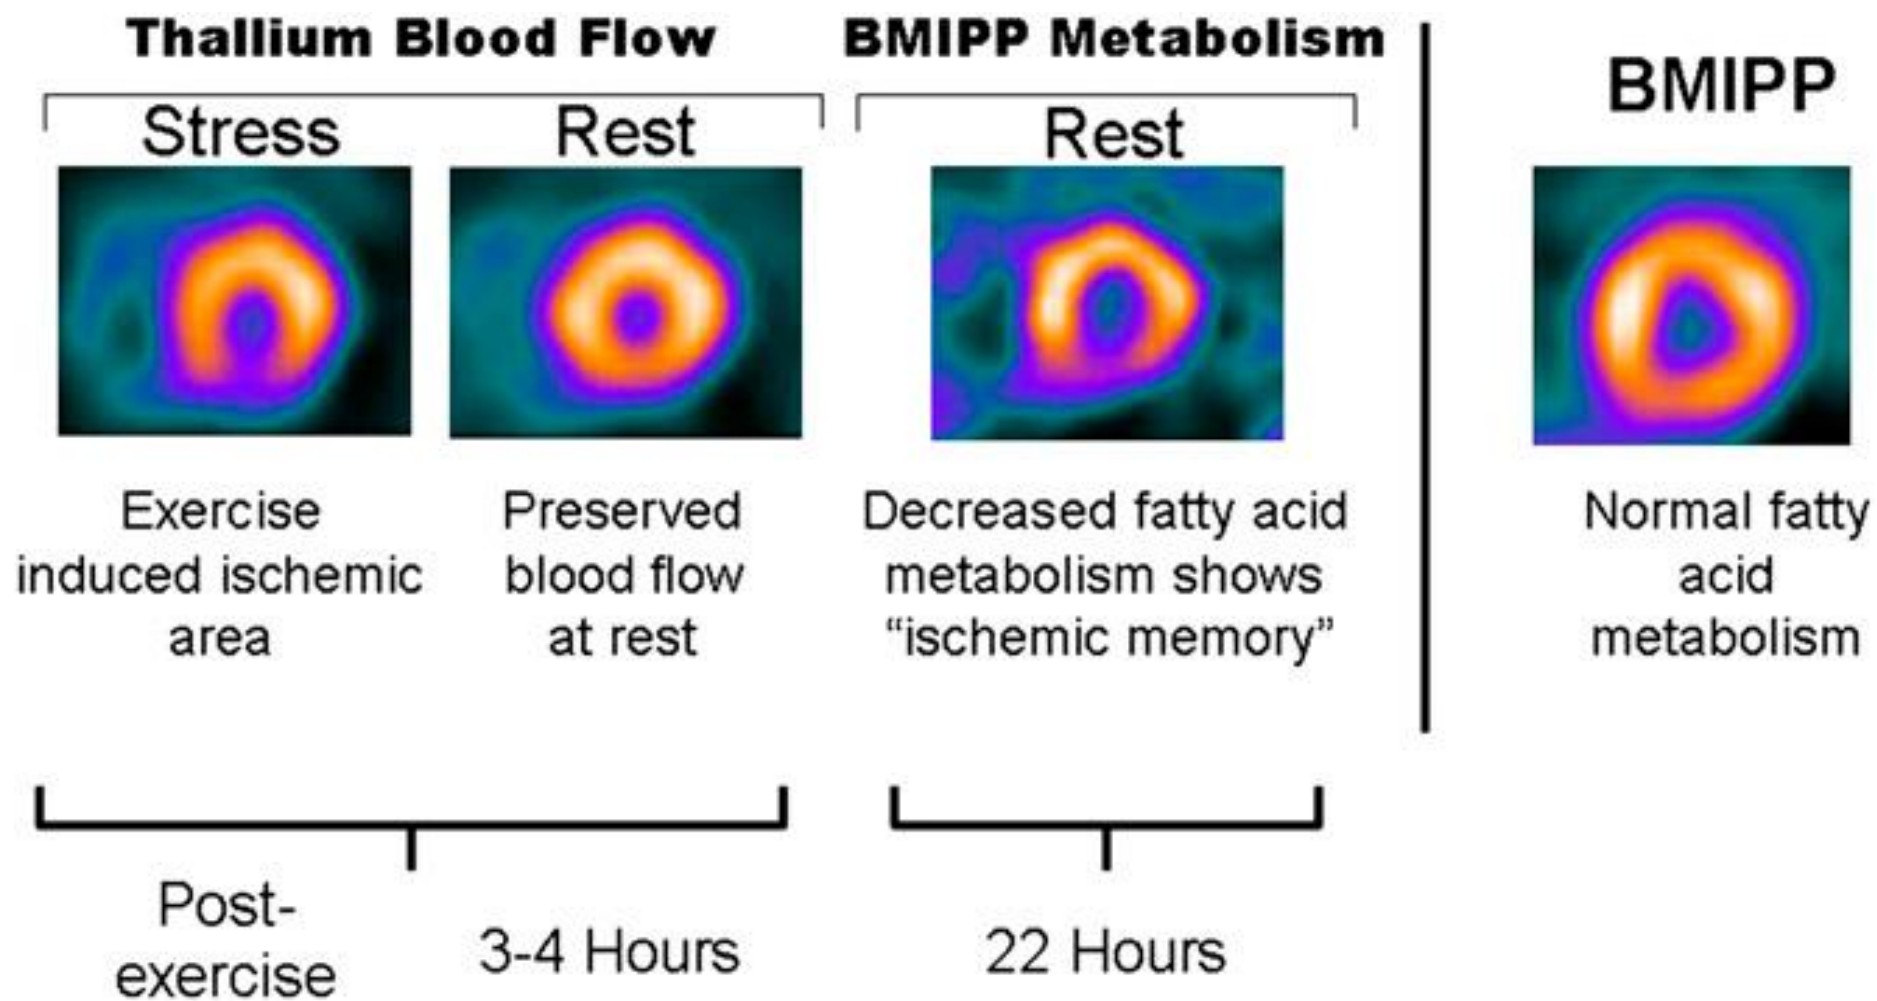 Thallium Blood Flow
BMIPP Metabolism
BMIPP
Stress
Rest
Rest
Exercise
induced ischemic
area
Preserved
blood flow
at rest
Decreased fatty acid
metabolism shows
“ischemic memory”
Normal fatty
acid
metabolism
Post-
exercise
3-4 Hours
22 Hours